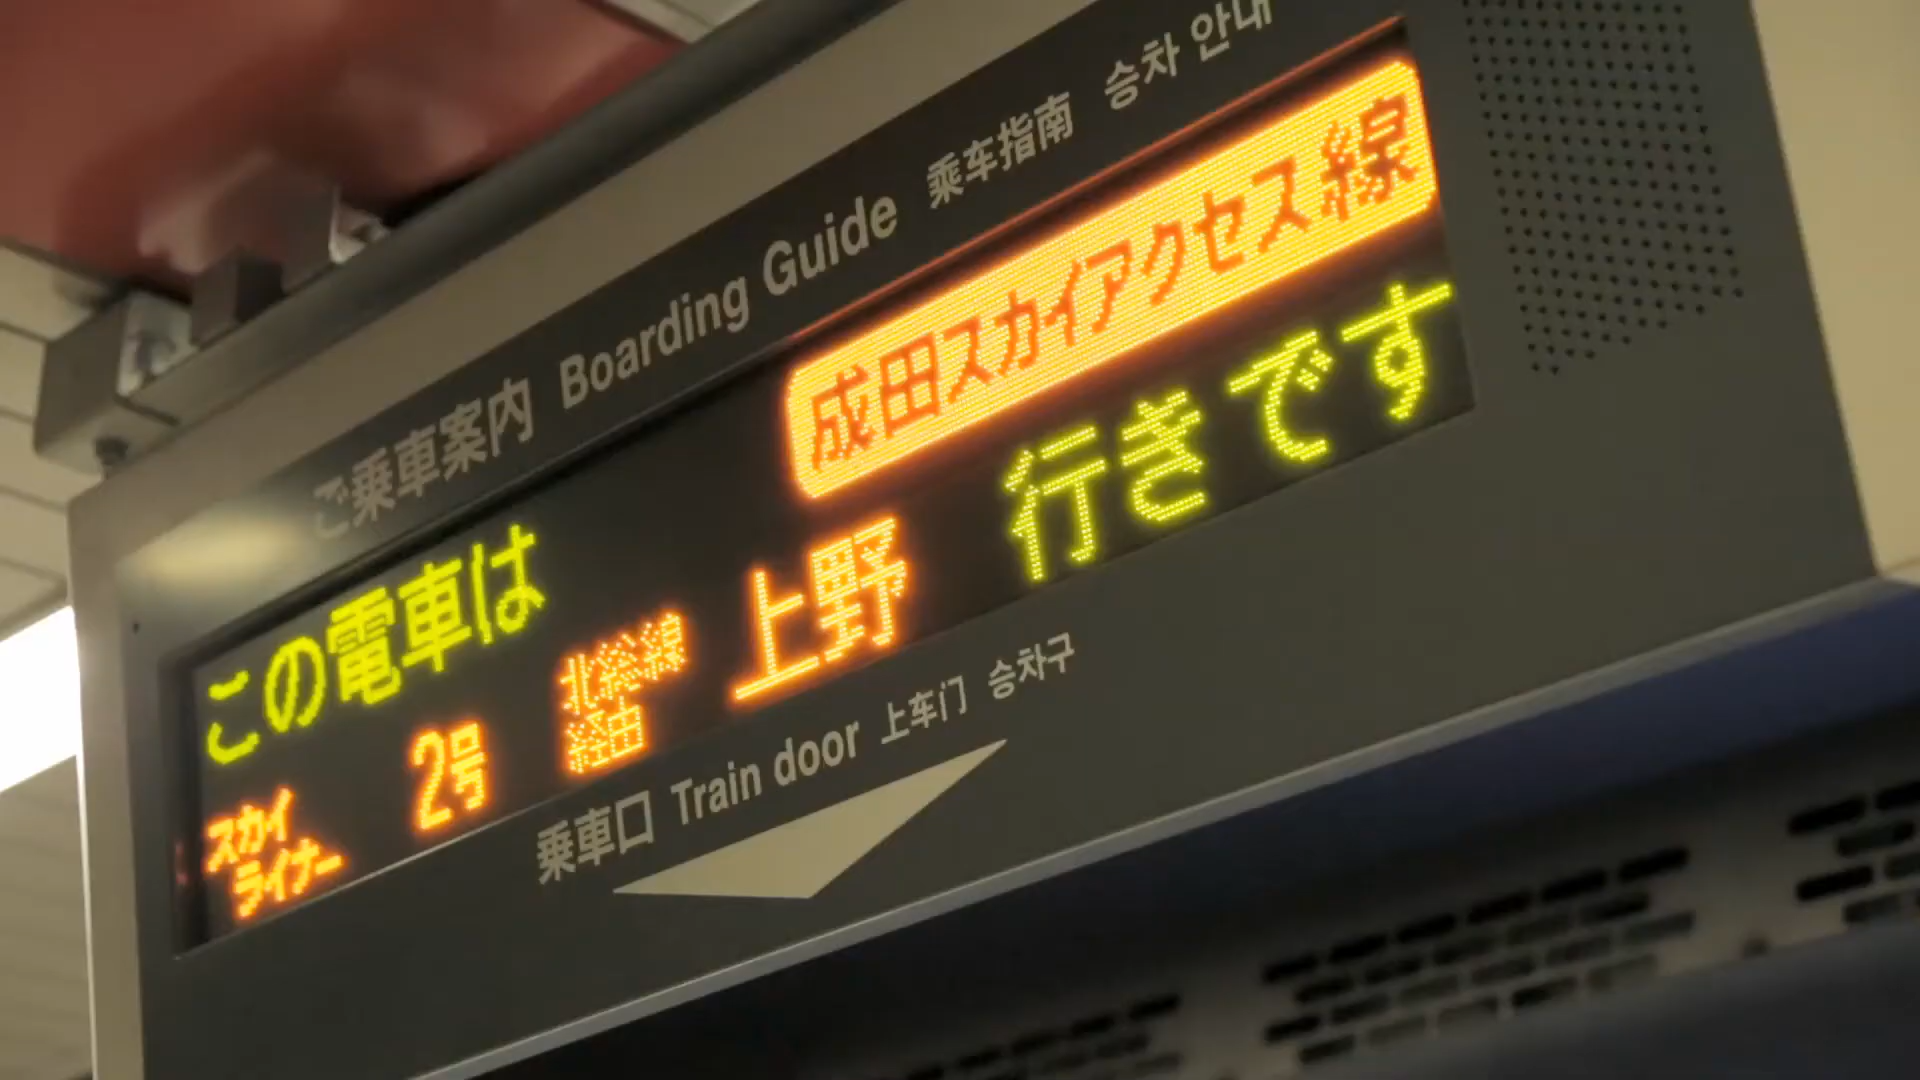 ご乗車案内 Boarding Guide 乘车指南 승차 안내
成田スカイアクセス線
この電車は
スカイライナー 2号 北総線経由 上野 行きです
乗車口 Train door 上车门 승차구